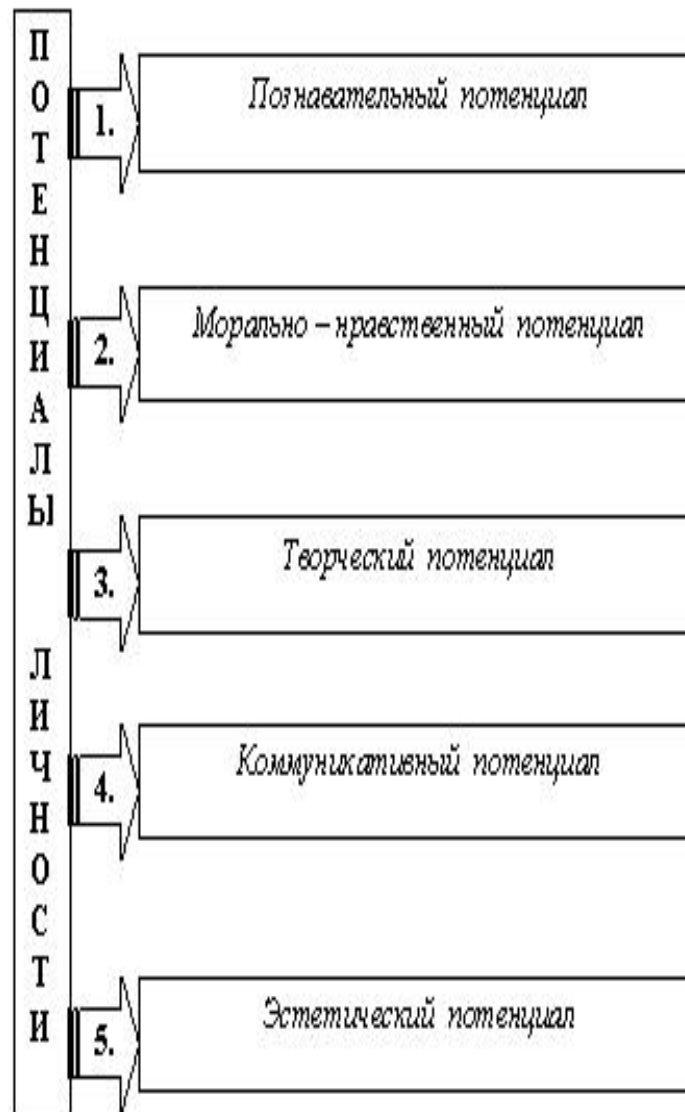 ПОТЕНЦИАЛЫ ЛИЧНОСТИ
1.
Познавательный потенциал
2.
Морально – нравственный потенциал
3.
Творческий потенциал
4.
Коммуникативный потенциал
5.
Эстетический потенциал